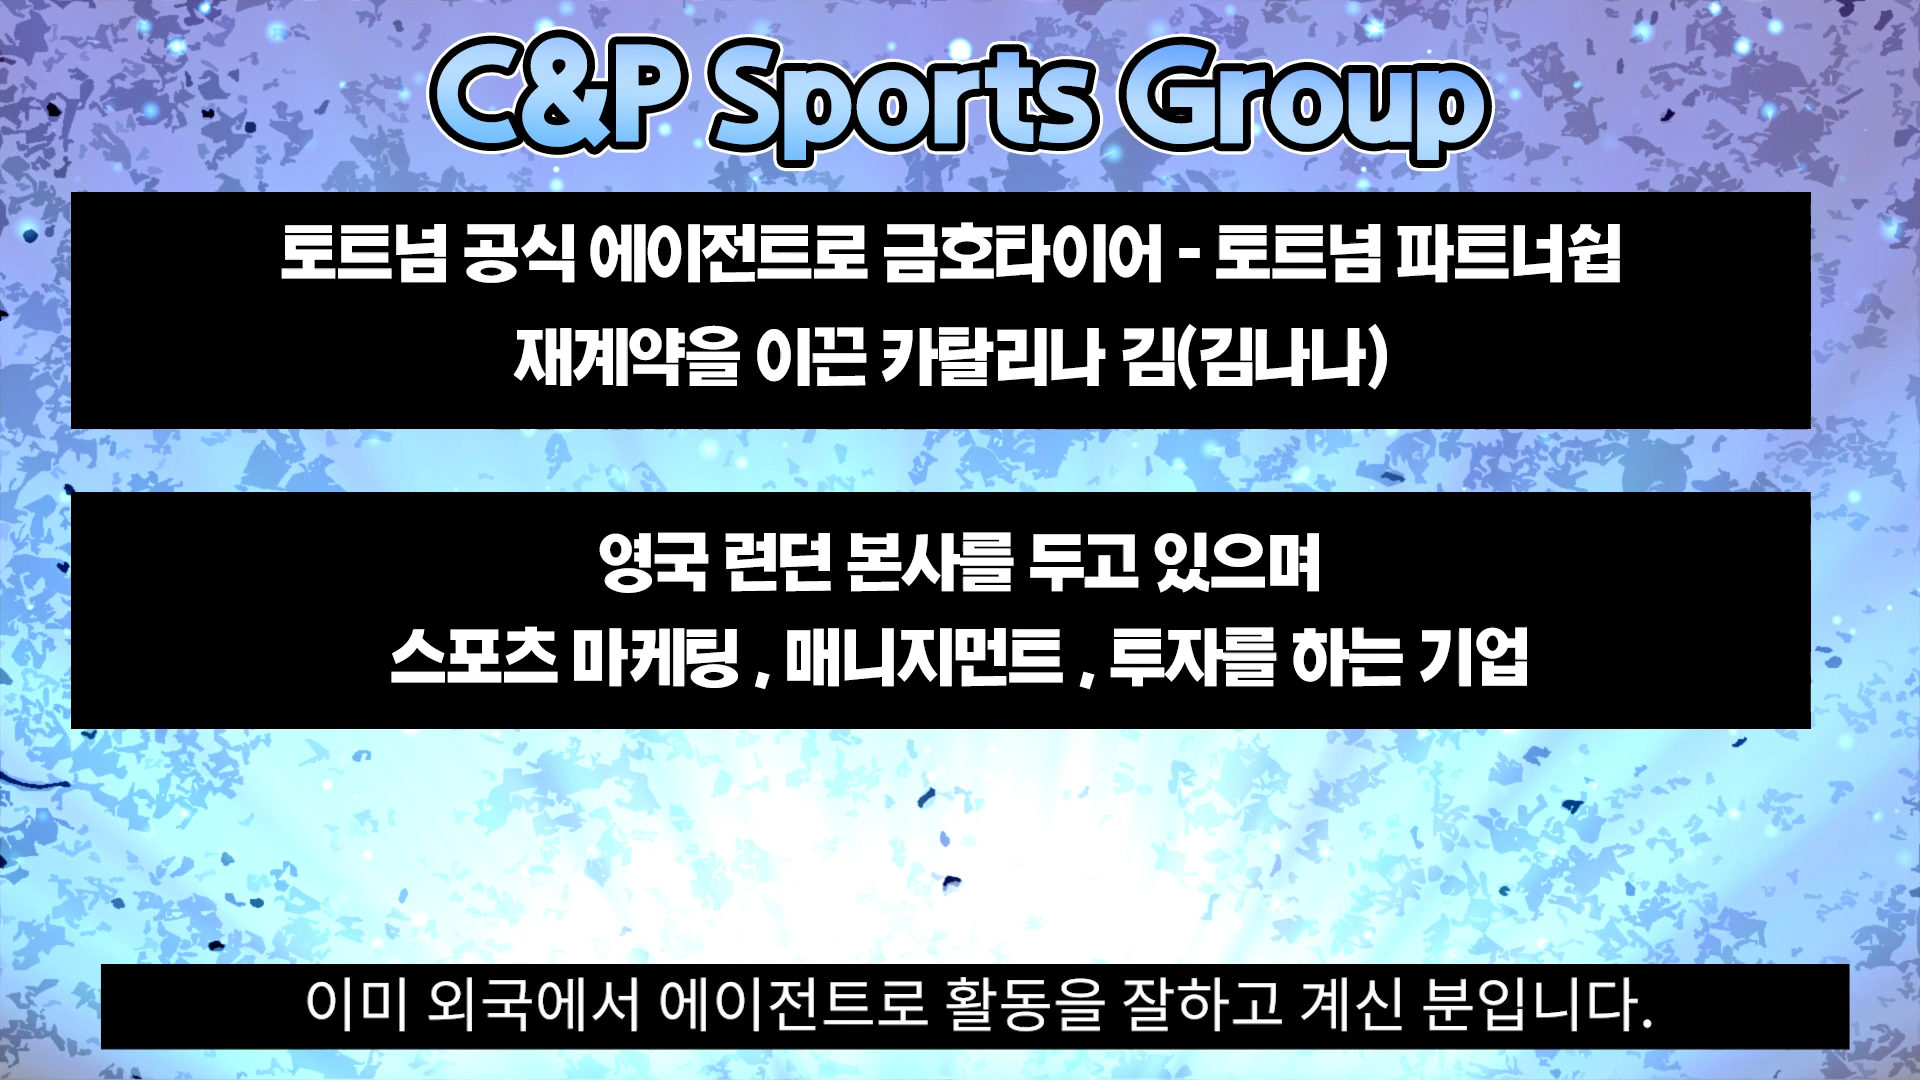 C&P Sports Group
토트넘 공식 에이전트로 금호타이어 - 토트넘 파트너쉽
재계약을 이끈 카탈리나 김(김나나)
영국 런던 본사를 두고 있으며
스포츠 마케팅 , 매니지먼트 , 투자를 하는 기업
이미 외국에서 에이전트로 활동을 잘하고 계신 분입니다.